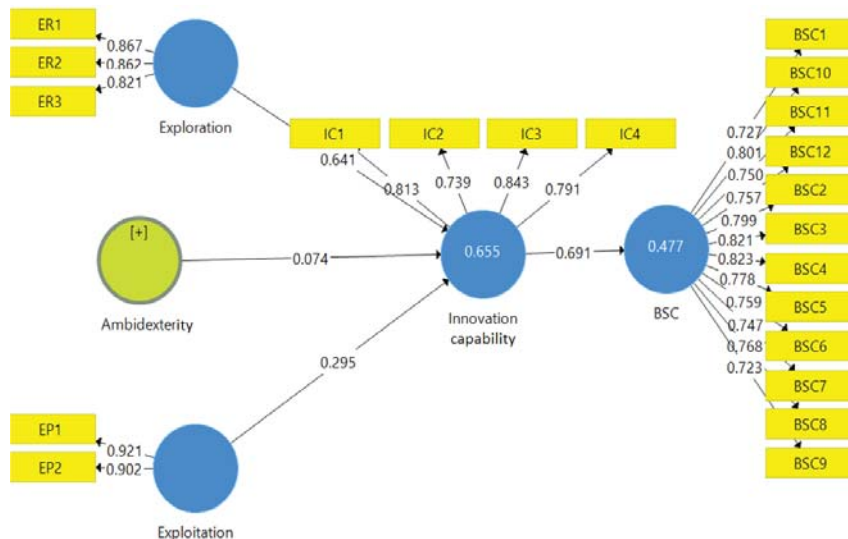 ER1
0.867
ER2
0.862
ER3
0.821
Exploration
IC1
IC2
IC3
IC4
0.641
0.813
0.739
0.843
0.791
[+]
Ambidexterity
0.074
0.655
Innovation
capability
0.691
0.477
BSC
0.295
EP1
0.921
EP2
0.902
Exploitation
BSC1
BSC10
BSC11
BSC12
BSC2
BSC3
BSC4
BSC5
BSC6
BSC7
BSC8
BSC9
0.727
0.801
0.750
0.757
0.799
0.821
0.823
0.778
0.759
0.747
0.768
0.723